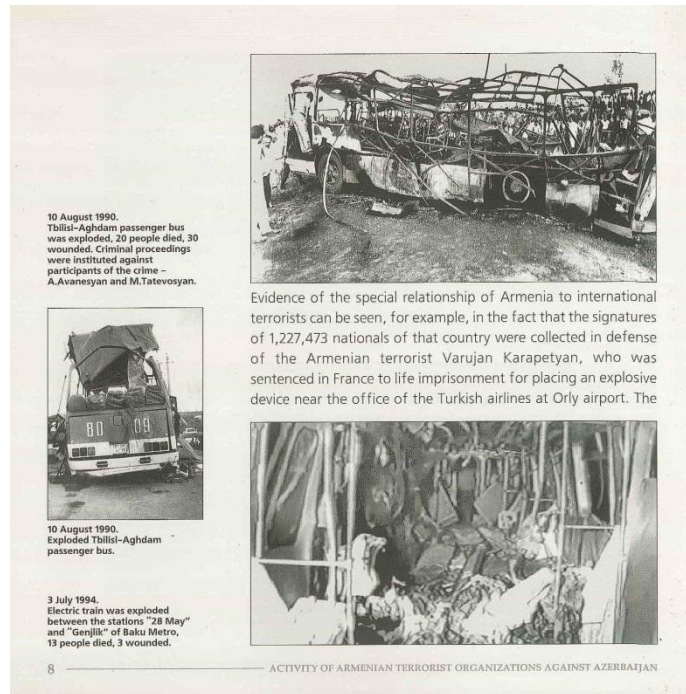 10 August 1990.
Tbilisi-Aghdam passenger bus
was exploded, 20 people died, 30
wounded. Criminal proceedings
were instituted against
participants of the crime –
A.Avanesyan and M.Tatevosyan.
Evidence of the special relationship of Armenia to international
terrorists can be seen, for example, in the fact that the signatures
of 1,227,473 nationals of that country were collected in defense
of the Armenian terrorist Varujan Karapetyan, who was
sentenced in France to life imprisonment for placing an explosive
device near the office of the Turkish airlines at Orly airport. The
80 09
10 August 1990.
Exploded Tbilisi-Aghdam
passenger bus.
3 July 1994.
Electric train was exploded
between the stations "28 May"
and "Genjlik" of Baku Metro,
13 people died, 3 wounded.
8 ACTIVITY OF ARMENIAN TERRORIST ORGANIZATIONS AGAINST AZERBAIJAN